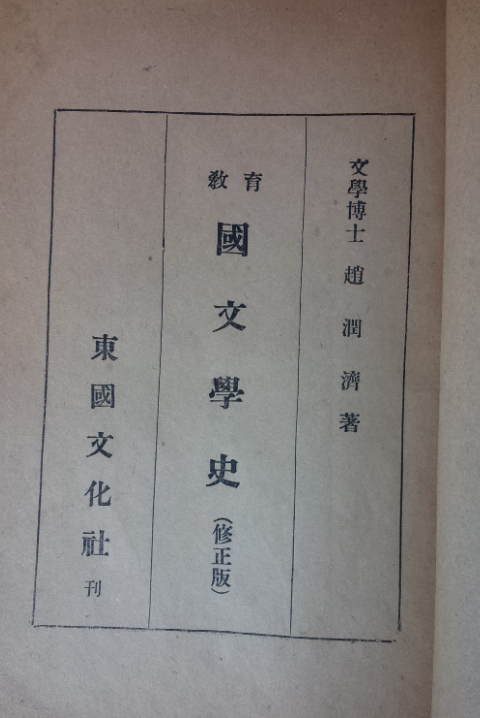 文學博士 趙潤濟 著
教育
國文學史 (修正版)
東國文化社 刊